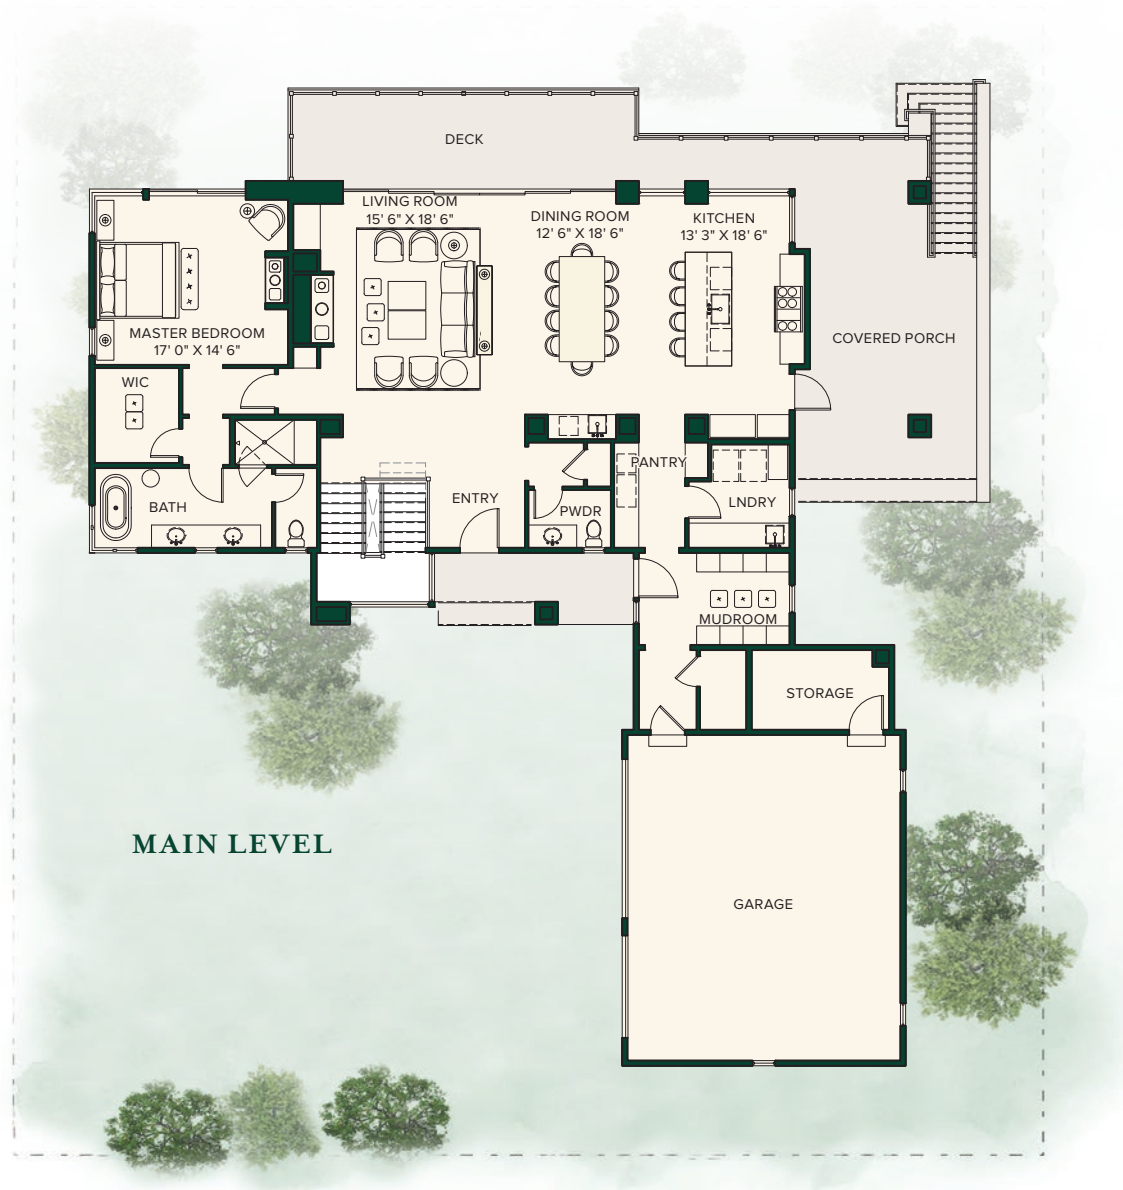 DECK
LIVING ROOM
15' 6" X 18' 6"
DINING ROOM
12' 6" X 18' 6"
KITCHEN
13' 3" X 18' 6"
MASTER BEDROOM
17' 0" X 14' 6"
COVERED PORCH
WIC
PANTRY
BATH
ENTRY
PWDR
LNDRY
MUDROOM
STORAGE
MAIN LEVEL
GARAGE